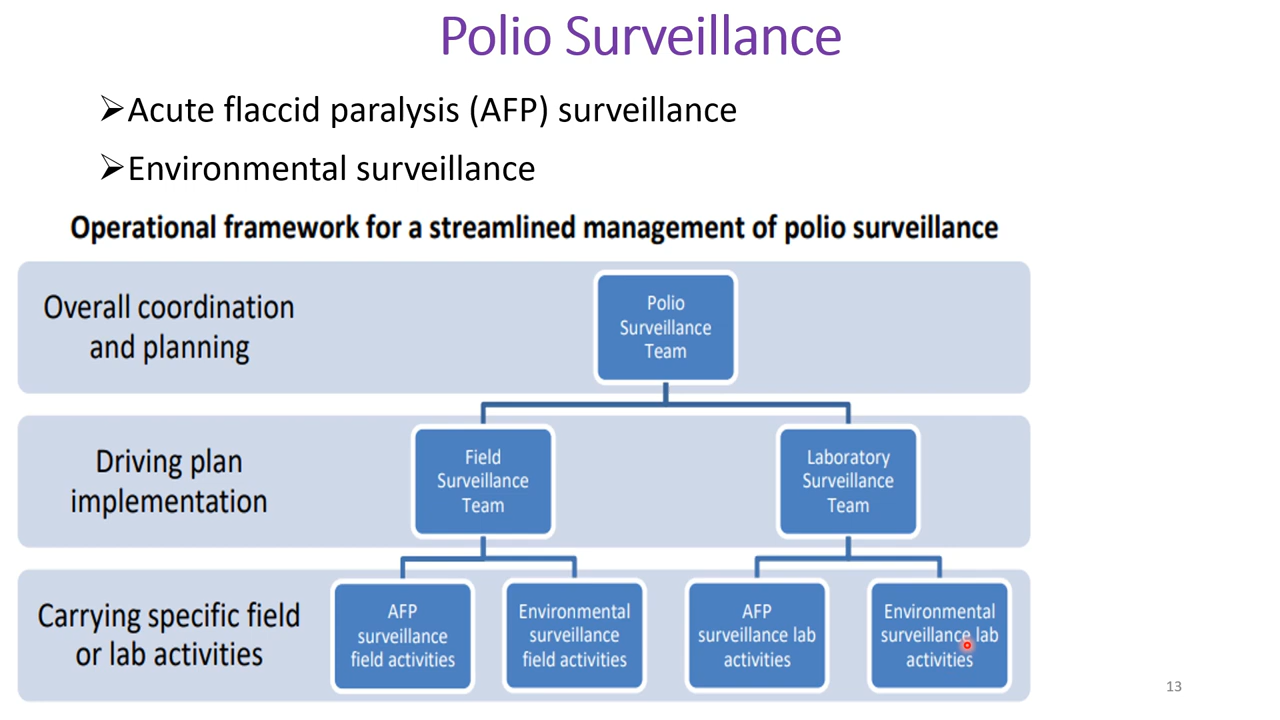 Polio Surveillance
➢Acute flaccid paralysis (AFP) surveillance
➢Environmental surveillance
Operational framework for a streamlined management of polio surveillance
Overall coordination
and planning
Polio
Surveillance
Team
Driving plan
implementation
Field
Surveillance
Team
Laboratory
Surveillance
Team
Carrying specific field
or lab activities
AFP
surveillance
field activities
Environmental
surveillance
field activities
AFP
surveillance lab
activities
Environmental
surveillance lab
activities
13